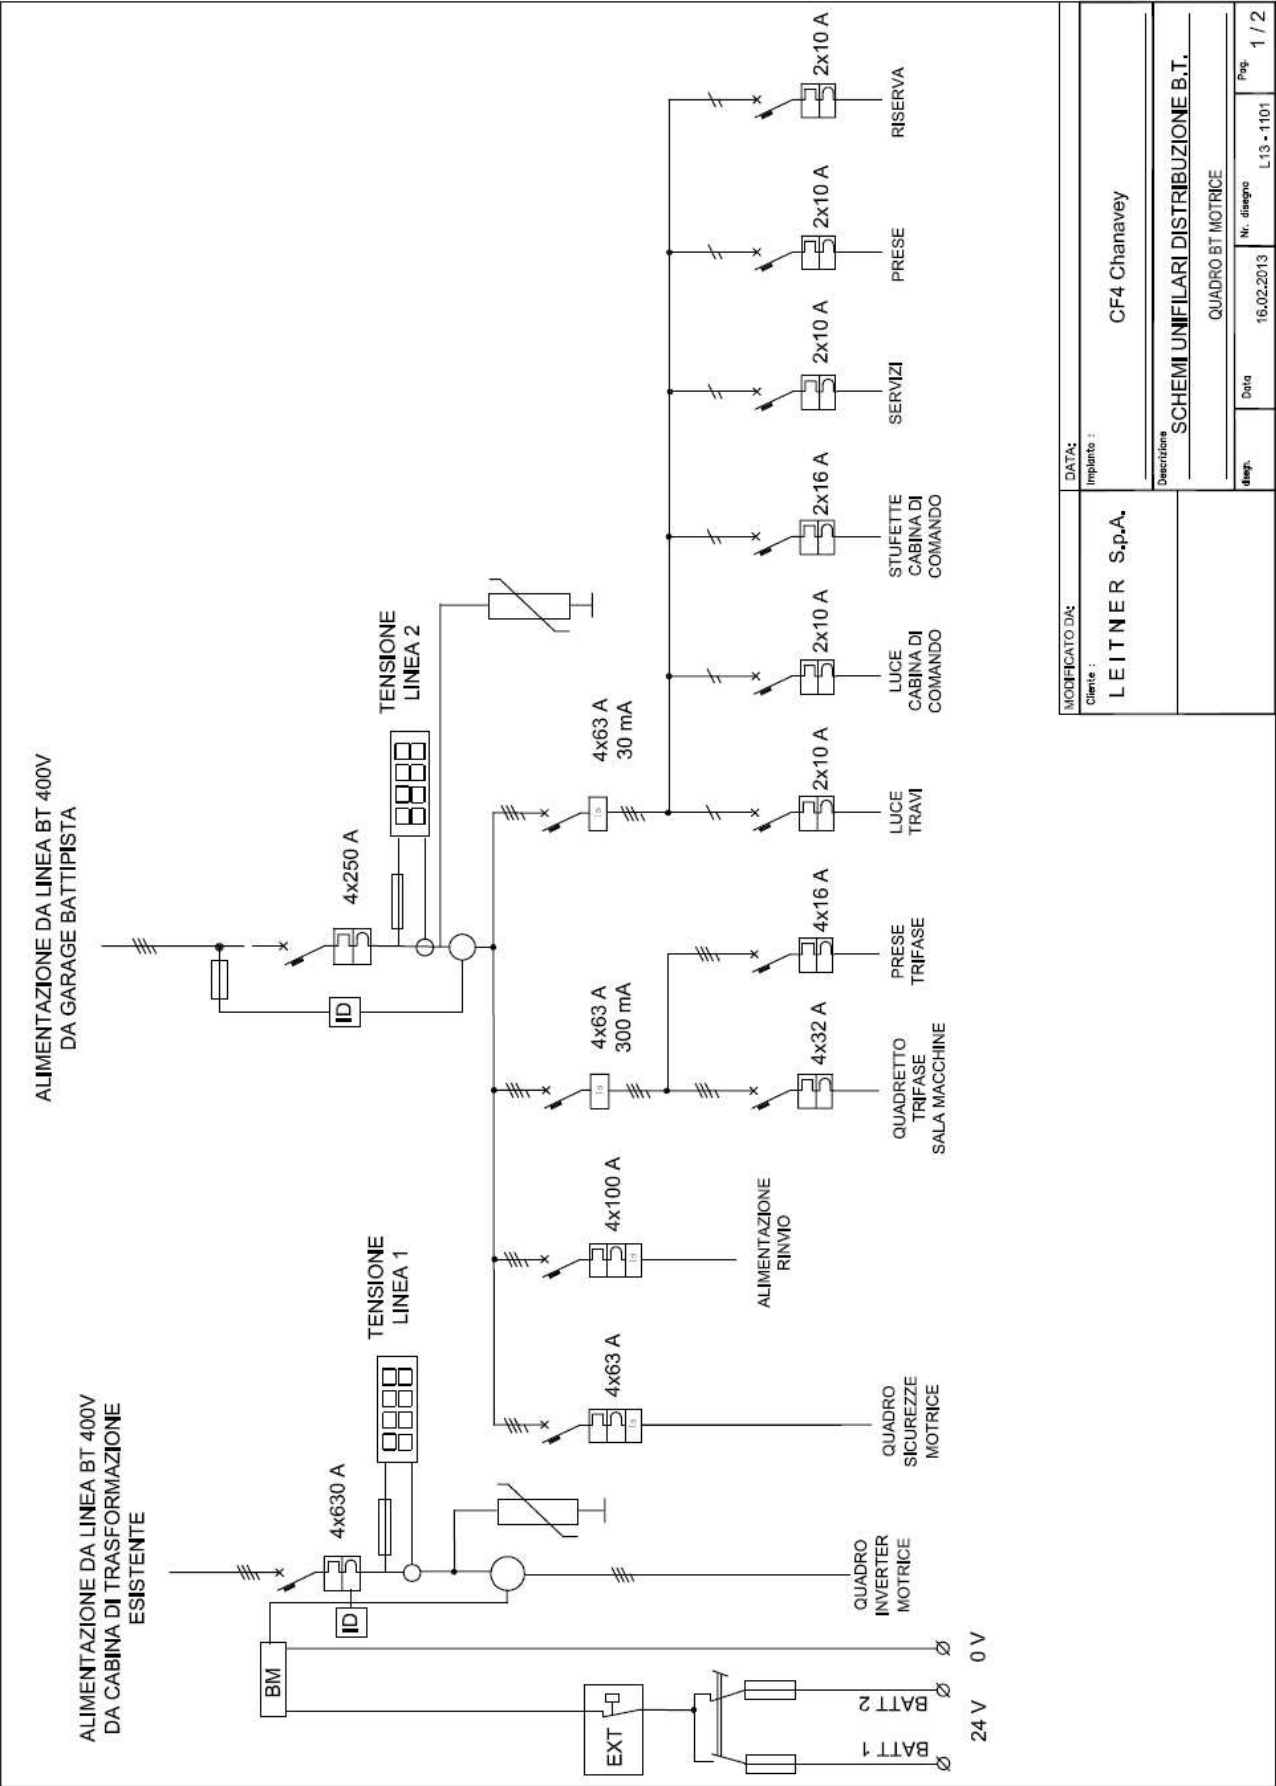 ALIMENTAZIONE DA LINEA BT 400V
DA CABINA DI TRASFORMAZIONE
ESISTENTE
ALIMENTAZIONE DA LINEA BT 400V
DA GARAGE BATTIPISTA
BM
ID
4x630 A
TENSIONE
LINEA 1
ID
4x250 A
TENSIONE
LINEA 2
EXT
BATT 1
BATT 2
24 V
0 V
QUADRO
INVERTER
MOTRICE
4x63 A
QUADRO
SICUREZZE
MOTRICE
4x100 A
ALIMENTAZIONE
RINVIO
4x63 A
300 mA
4x32 A
QUADRETTO
TRIFASE
SALA MACCHINE
4x16 A
PRESE
TRIFASE
4x63 A
30 mA
2x10 A
LUCE
TRAVI
2x10 A
LUCE
CABINA DI
COMANDO
2x16 A
STUFETTE
CABINA DI
COMANDO
2x10 A
SERVIZI
2x10 A
PRESE
2x10 A
RISERVA
MODIFICATO DA:
DATA:
Cliente :
LEITNER S.p.A.
Impianto :
CF4 Chanavey
Descrizione
SCHEMI UNIFILARI DISTRIBUZIONE B.T.
QUADRO BT MOTRICE
disegn.
Data
16.02.2013
Nr. disegno
L13 - 1101
Pag.
1 / 2